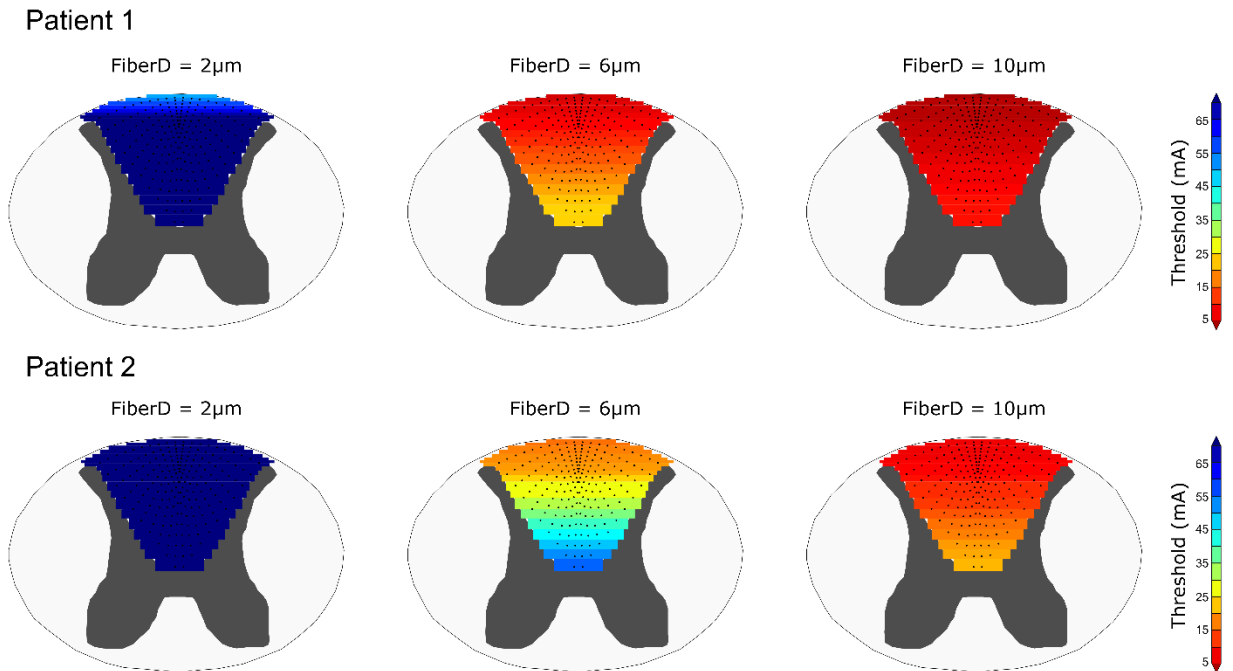 Patient 1
FiberD = 2μm
FiberD = 6μm
FiberD = 10μm
65
55
45
35
25
15
5
Threshold (mA)
Patient 2
FiberD = 2μm
FiberD = 6μm
FiberD = 10μm
65
55
45
35
25
15
5
Threshold (mA)